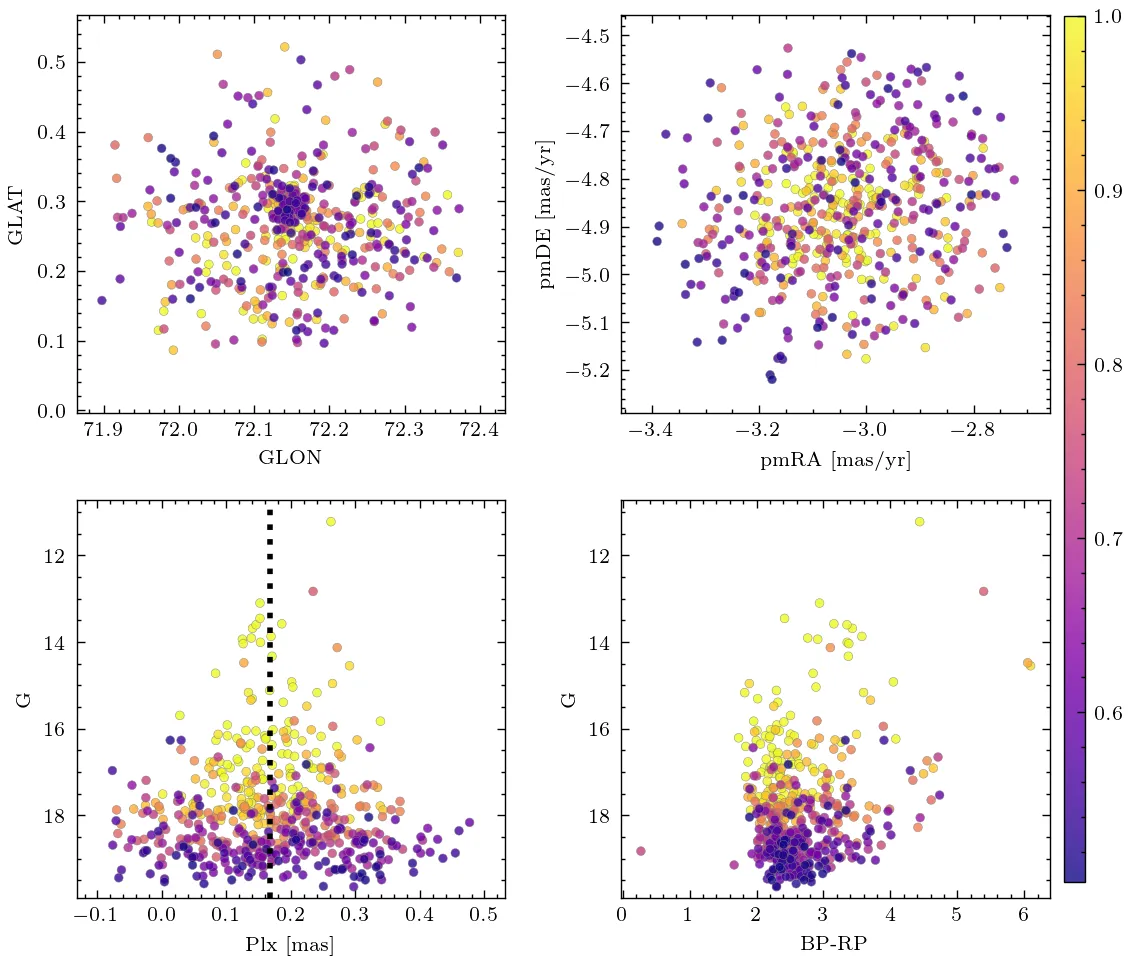 0.5
0.4
0.3
0.2
0.1
0.0
GLAT
71.9 72.0 72.1 72.2 72.3 72.4
GLON
−4.5
−4.6
−4.7
−4.8
−4.9
−5.0
−5.1
−5.2
pmDE [mas/yr]
−3.4 −3.2 −3.0 −2.8
pmRA [mas/yr]
12
14
16
18
G
−0.1 0.0 0.1 0.2 0.3 0.4 0.5
Plx [mas]
12
14
16
18
G
0 1 2 3 4 5 6
BP-RP
1.0
0.9
0.8
0.7
0.6